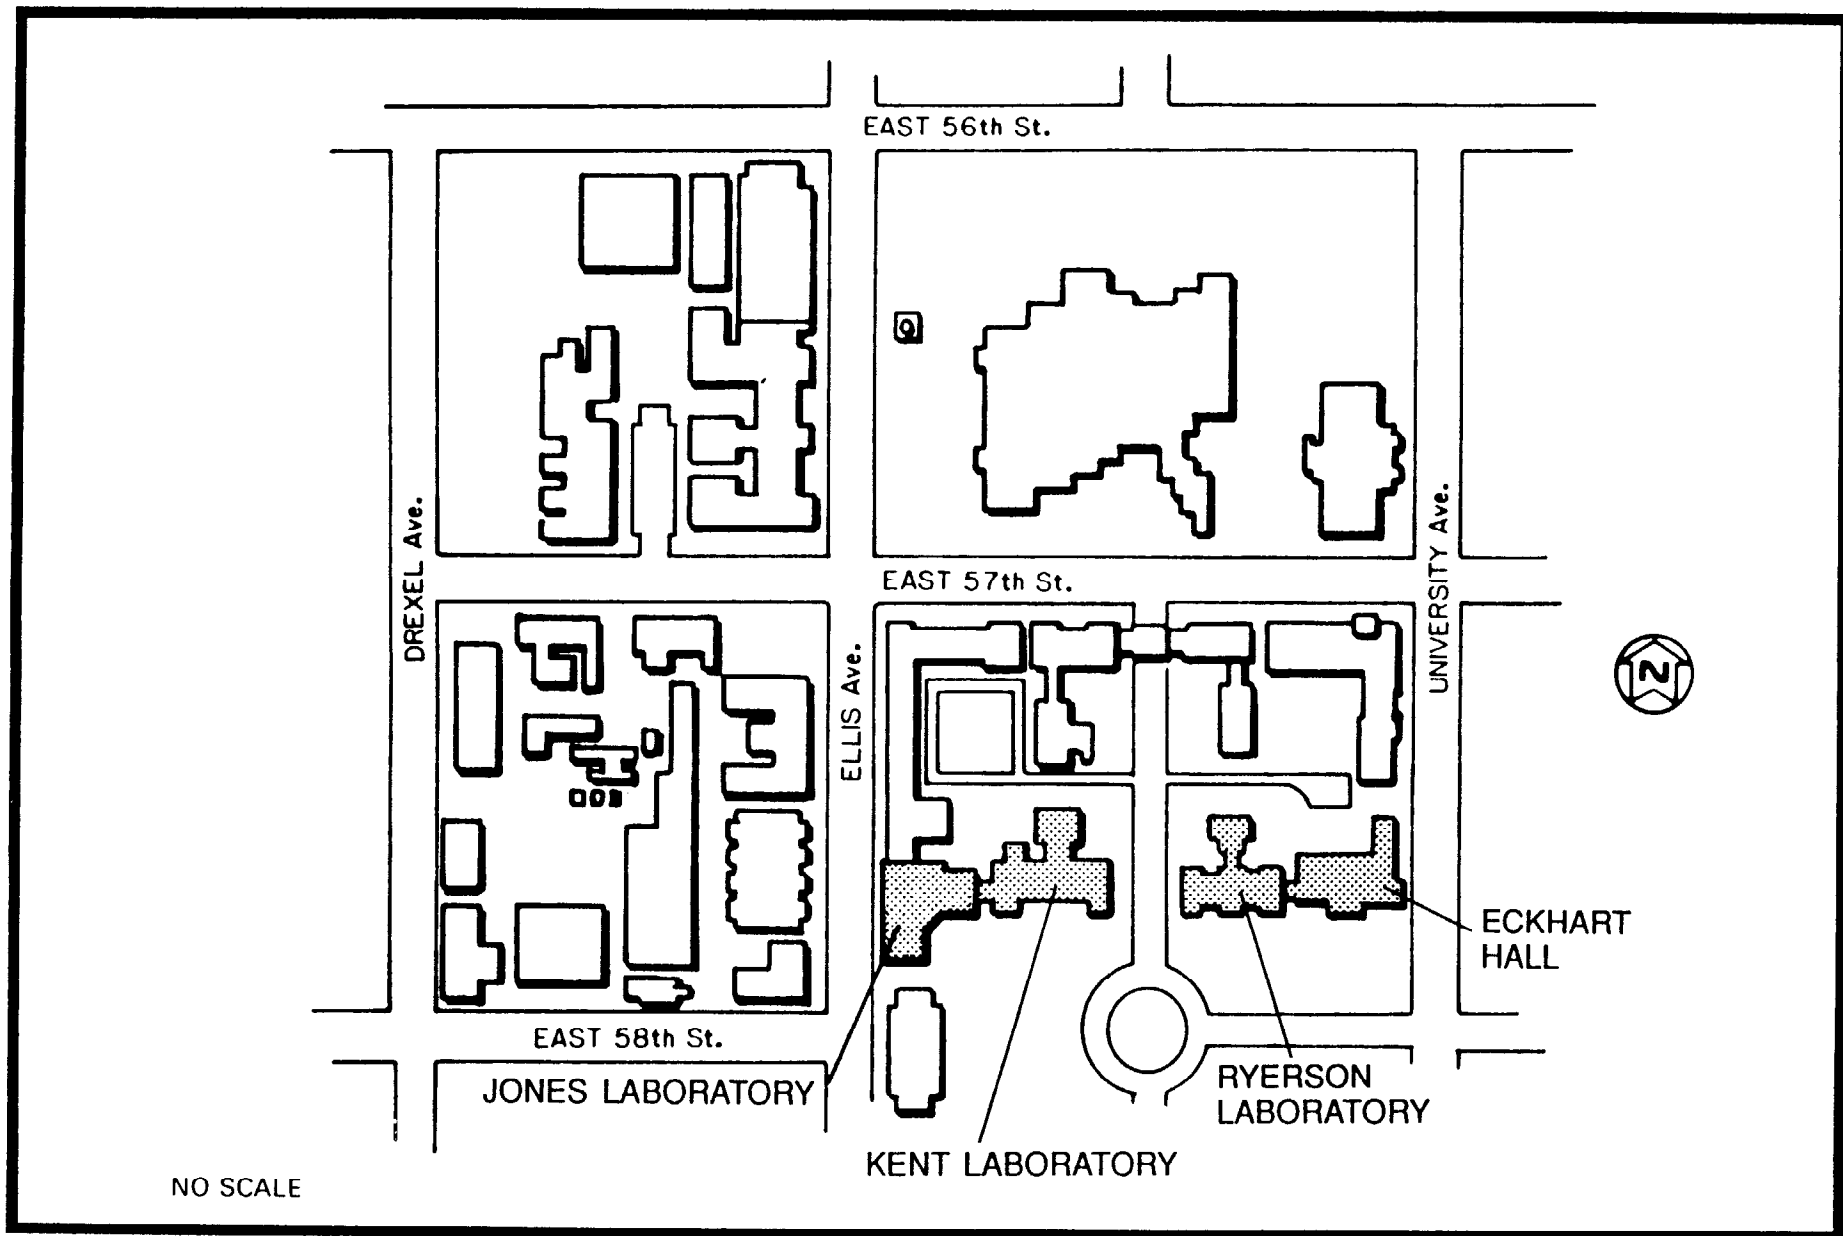 EAST 56th St.
DREXEL Ave.
EAST 57th St.
UNIVERSITY Ave.
ELLIS Ave.
N
ECKHART
HALL
EAST 58th St.
JONES LABORATORY
RYERSON
LABORATORY
KENT LABORATORY
NO SCALE